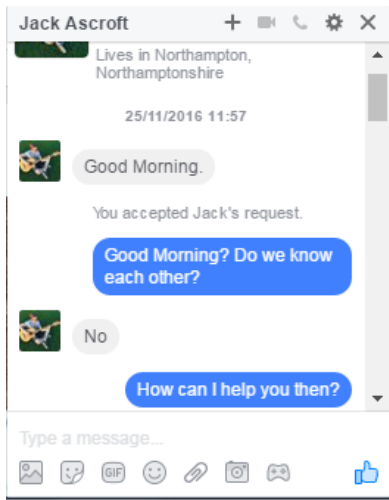 Jack Ascroft
Lives in Northampton,
Northamptonshire
25/11/2016 11:57
Good Morning.
You accepted Jack's request.
Good Morning? Do we know
each other?
No
How can I help you then?
Type a message...
GIF